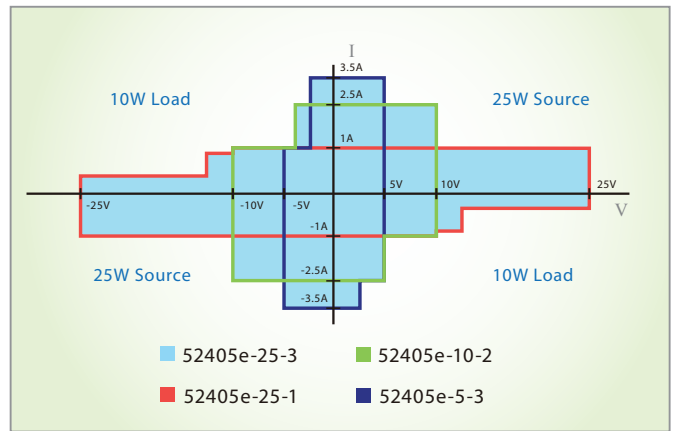 I
3.5A
10W Load
25W Source
2.5A
1A
5V
10V
25V
-25V
-10V
-5V
V
-1A
25W Source
10W Load
-2.5A
-3.5A
52405e-25-3
52405e-10-2
52405e-25-1
52405e-5-3